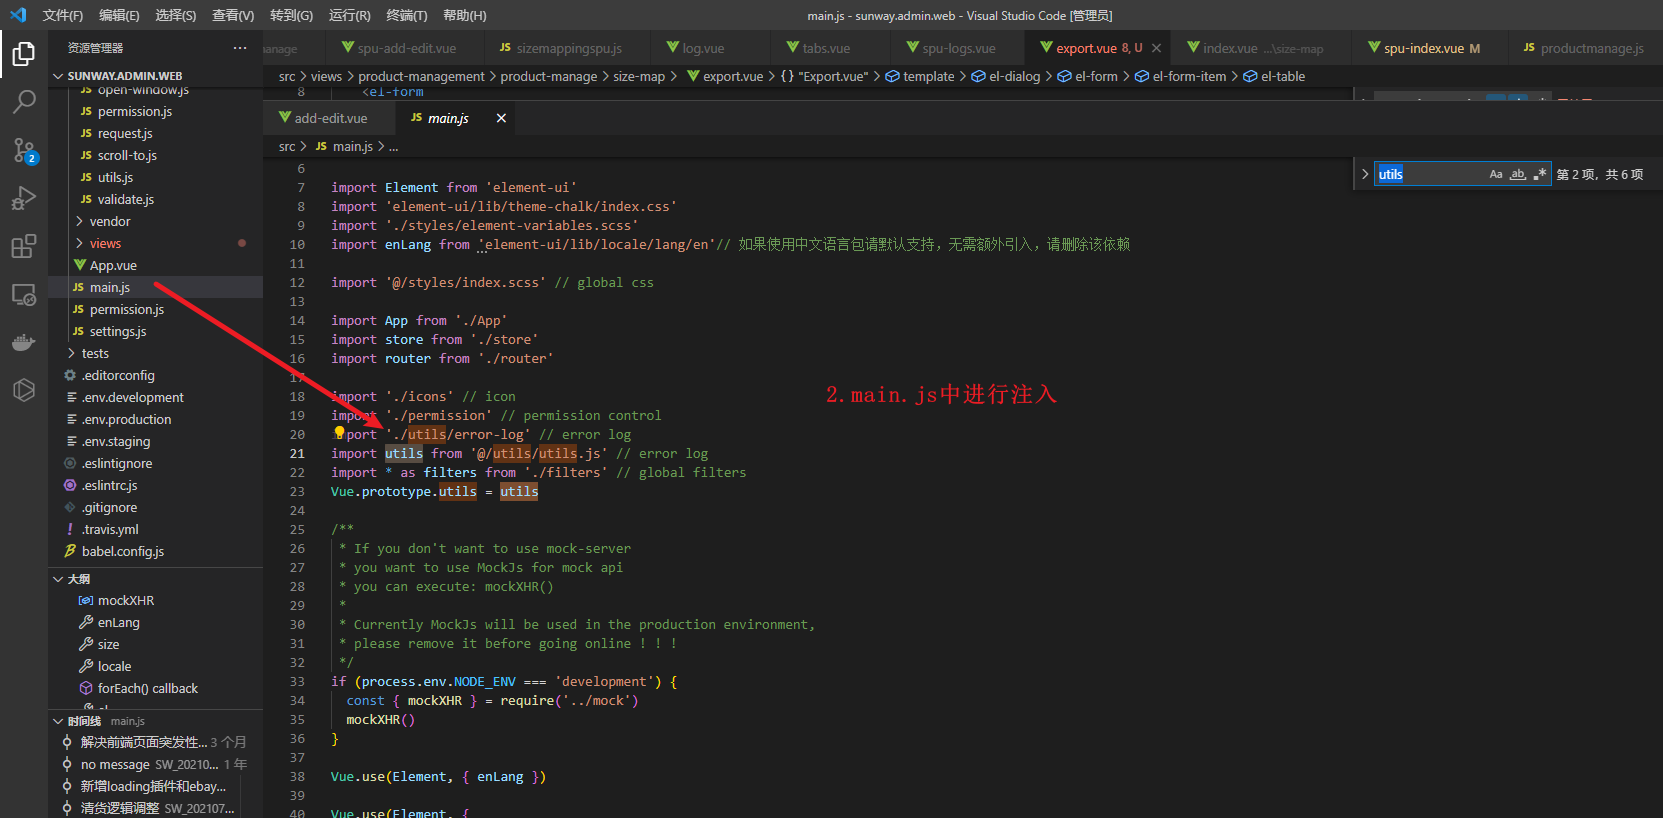 文件(F) 编辑(E) 选择(S) 查看(V) 转到(G) 运行(R) 终端(T) 帮助(H) main.js - sunway.admin.web - Visual Studio Code [管理员]
资源管理器 ···
SUNWAY.ADMIN.WEB
open-window.js
JS permission.js
JS request.js
JS scroll-to.js
JS utils.js
JS validate.js
vendor
views
App.vue
JS main.js
JS permission.js
JS settings.js
tests
.editorconfig
.env.development
.env.production
.env.staging
.eslintignore
.eslintrc.js
.gitignore
.travis.yml
babel.config.js
大纲
mockXHR
enLang
size
locale
forEach() callback
时间线 main.js
解决前端页面突发性... 3 个月
no message SW_20210... 1 年
新增loading插件和ebay...
清货逻辑调整 SW_202107...
2
manage spu-add-edit.vue JS sizemappingspu.js log.vue tabs.vue spu-logs.vue export.vue 8, U index.vue ...\size-map spu-index.vue M JS productmanage.js
src > views > product-management > product-manage > size-map > export.vue > {} "Export.vue" > template > el-dialog > el-form > el-form-item > el-table
8 <el-form
add-edit.vue JS main.js
src > JS main.js > ...
utils Aa ab .* 第 2 项，共 6 项
6
7 import Element from 'element-ui'
8 import 'element-ui/lib/theme-chalk/index.css'
9 import './styles/element-variables.scss'
10 import enLang from 'element-ui/lib/locale/lang/en'// 如果使用中文语言包请默认支持，无需额外引入，请删除该依赖
11
12 import '@/styles/index.scss' // global css
13
14 import App from './App'
15 import store from './store'
16 import router from './router'
17
18 import './icons' // icon
19 import './permission' // permission control
20 import './utils/error-log' // error log
21 import utils from '@/utils/utils.js' // error log
22 import * as filters from './filters' // global filters
23 Vue.prototype.utils = utils
24
25 /**
26 * If you don't want to use mock-server
27 * you want to use MockJs for mock api
28 * you can execute: mockXHR()
29 *
30 * Currently MockJs will be used in the production environment,
31 * please remove it before going online ! ! !
32 */
33 if (process.env.NODE_ENV === 'development') {
34 const { mockXHR } = require('../mock')
35 mockXHR()
36 }
37
38 Vue.use(Element, { enLang })
39
40 Vue.use(Element, {
2.main.js中进行注入